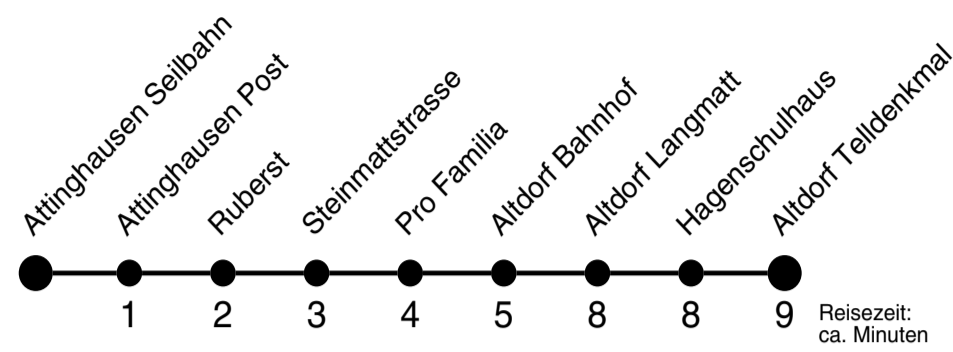 Attinghausen Seilbahn
Attinghausen Post
Ruberst
Steinmattstrasse
Pro Familia
Altdorf Bahnhof
Altdorf Langmatt
Hagenschulhaus
Altdorf Telldenkmal
1 2 3 4 5 8 8 9
Reisezeit:
ca. Minuten